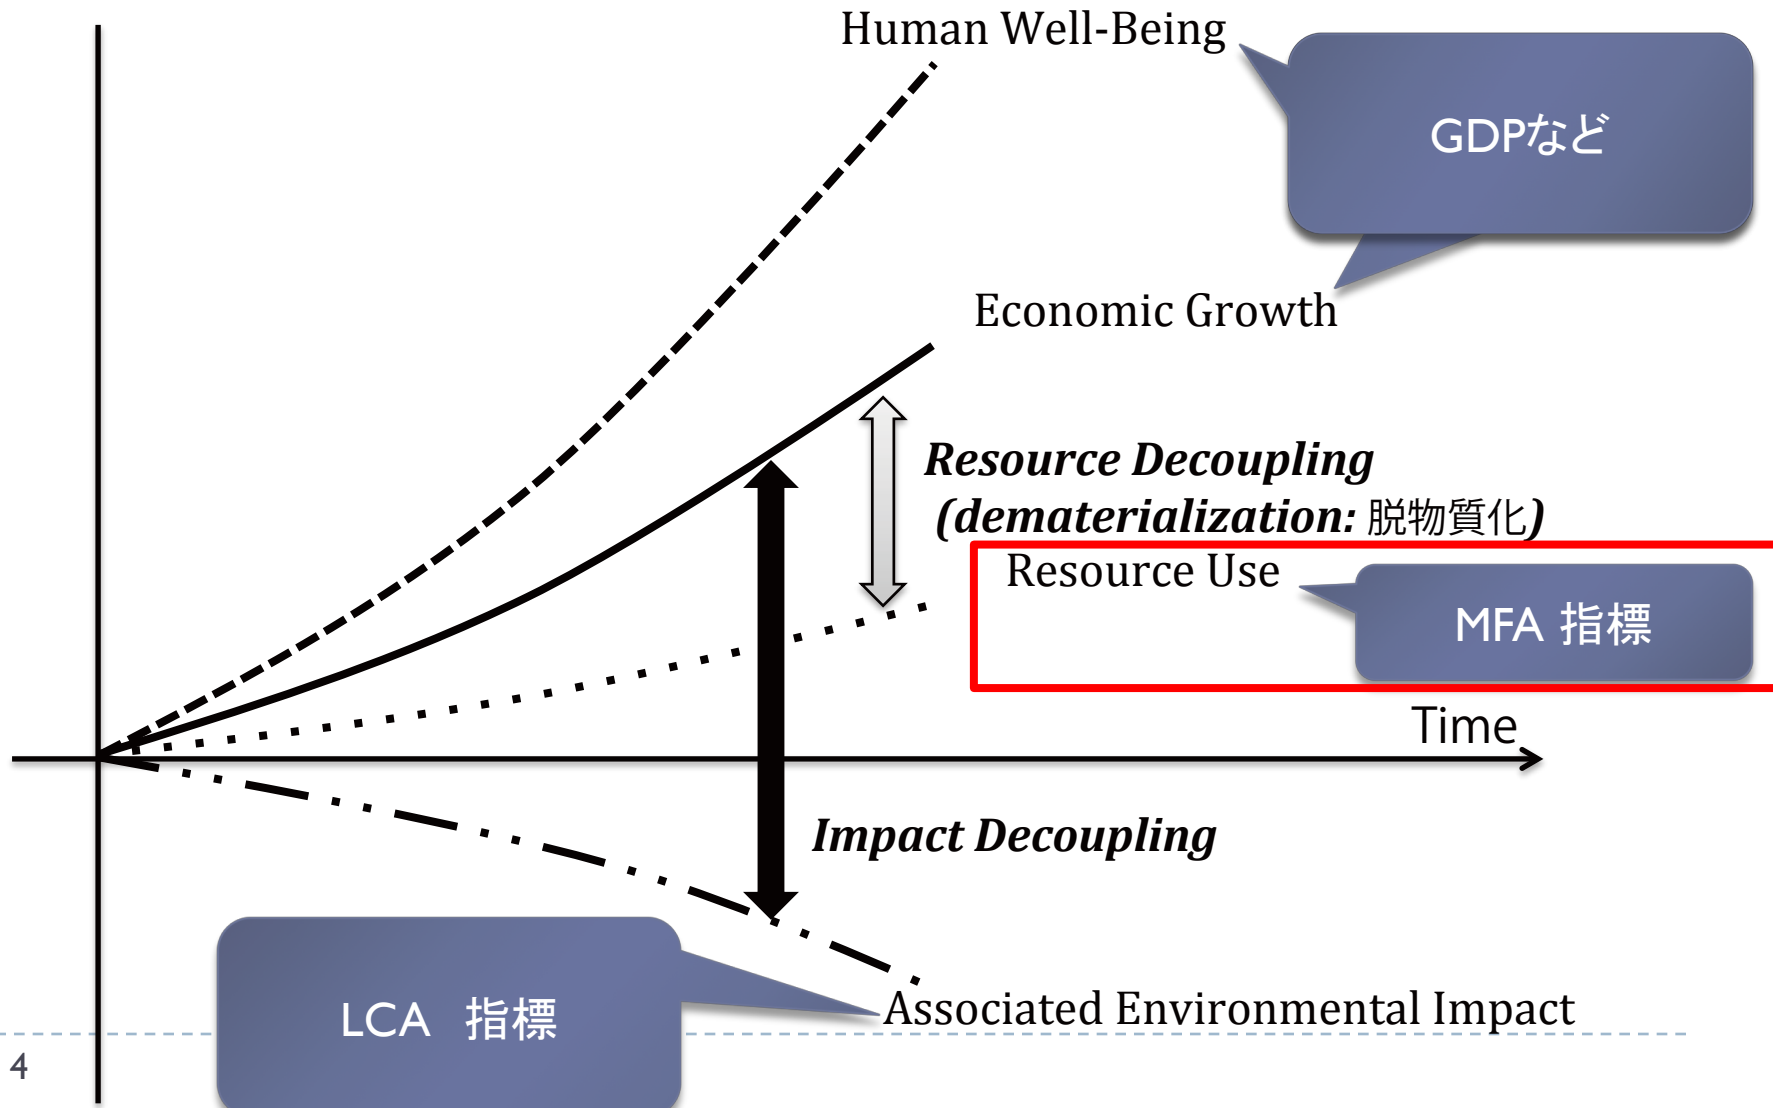 Human Well-Being
GDPなど
Economic Growth
Resource Decoupling
(dematerialization: 脱物質化)
Resource Use
MFA 指標
Time
Impact Decoupling
LCA　指標
Associated Environmental Impact
4